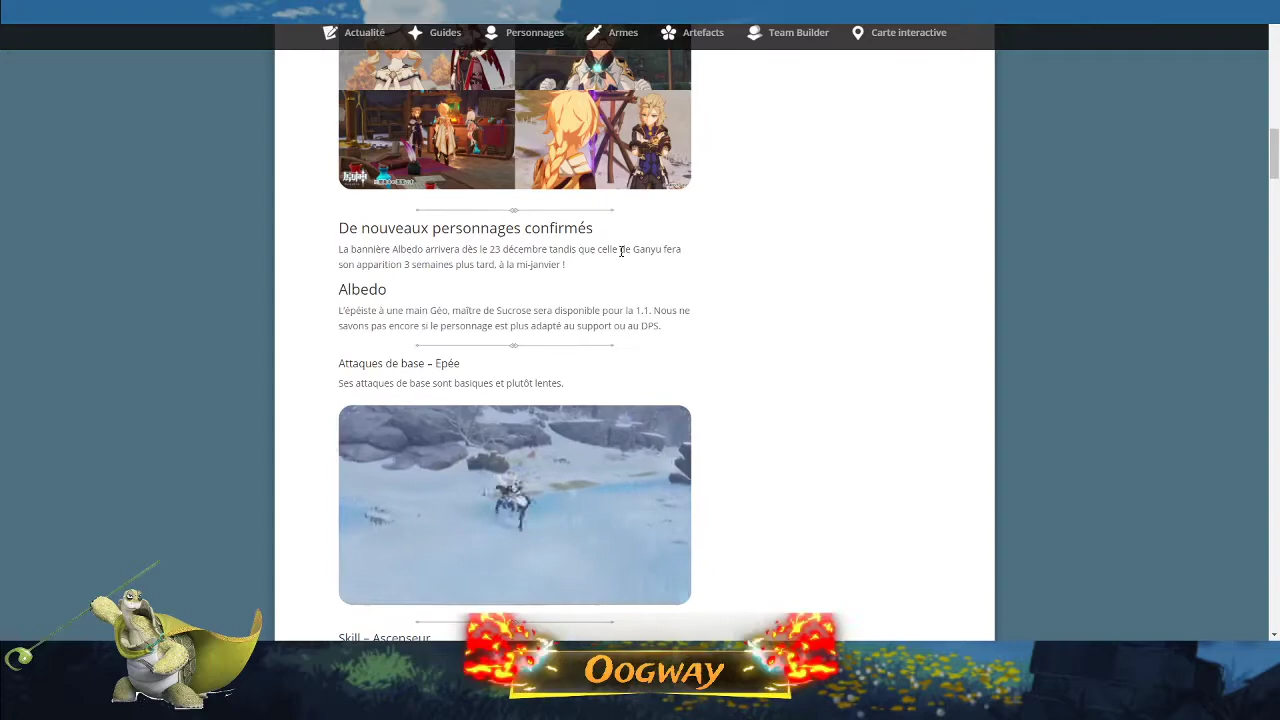 Actualité Guides Personnages Armes Artefacts Team Builder Carte interactive
De nouveaux personnages confirmés
La bannière Albedo arrivera dès le 23 décembre tandis que celle de Ganyu fera
son apparition 3 semaines plus tard, à la mi-janvier !
Albedo
L'épéiste à une main Géo, maître de Sucrose sera disponible pour la 1.1. Nous ne
savons pas encore si le personnage est plus adapté au support ou au DPS.
Attaques de base – Epée
Ses attaques de base sont basiques et plutôt lentes.
Skill – Ascenseur
OOGWAY